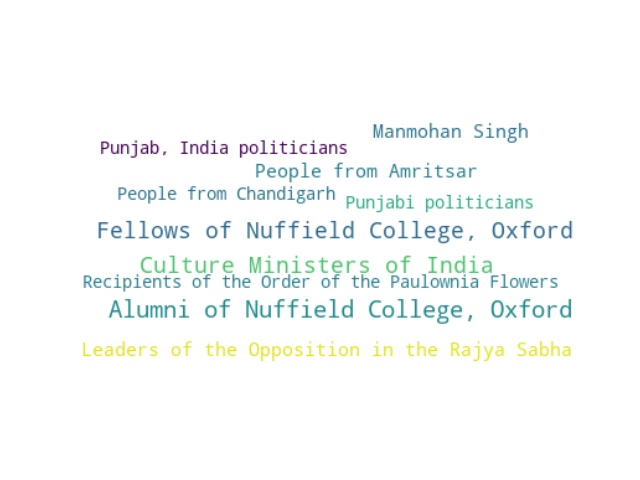 Manmohan Singh
Punjab, India politicians
People from Amritsar
People from Chandigarh
Punjabi politicians
Fellows of Nuffield College, Oxford
Culture Ministers of India
Recipients of the Order of the Paulownia Flowers
Alumni of Nuffield College, Oxford
Leaders of the Opposition in the Rajya Sabha